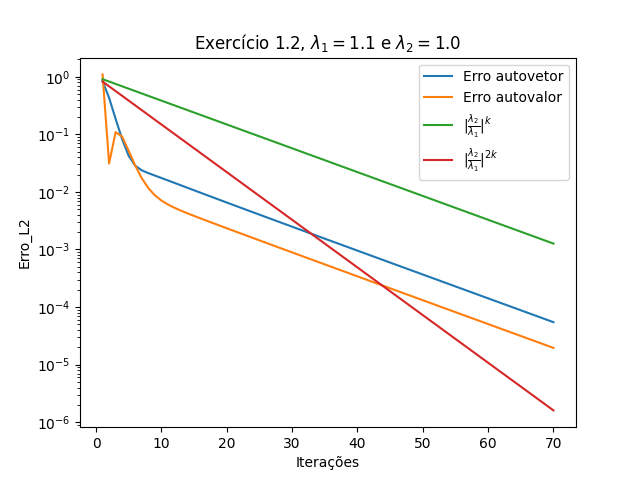 Exercício 1.2, λ₁ = 1.1 e λ₂ = 1.0
Erro autovetor
Erro autovalor
|λ₂/λ₁|ᵏ
|λ₂/λ₁|²ᵏ
Erro_L2
10⁰
10⁻¹
10⁻²
10⁻³
10⁻⁴
10⁻⁵
10⁻⁶
0 10 20 30 40 50 60 70
Iterações